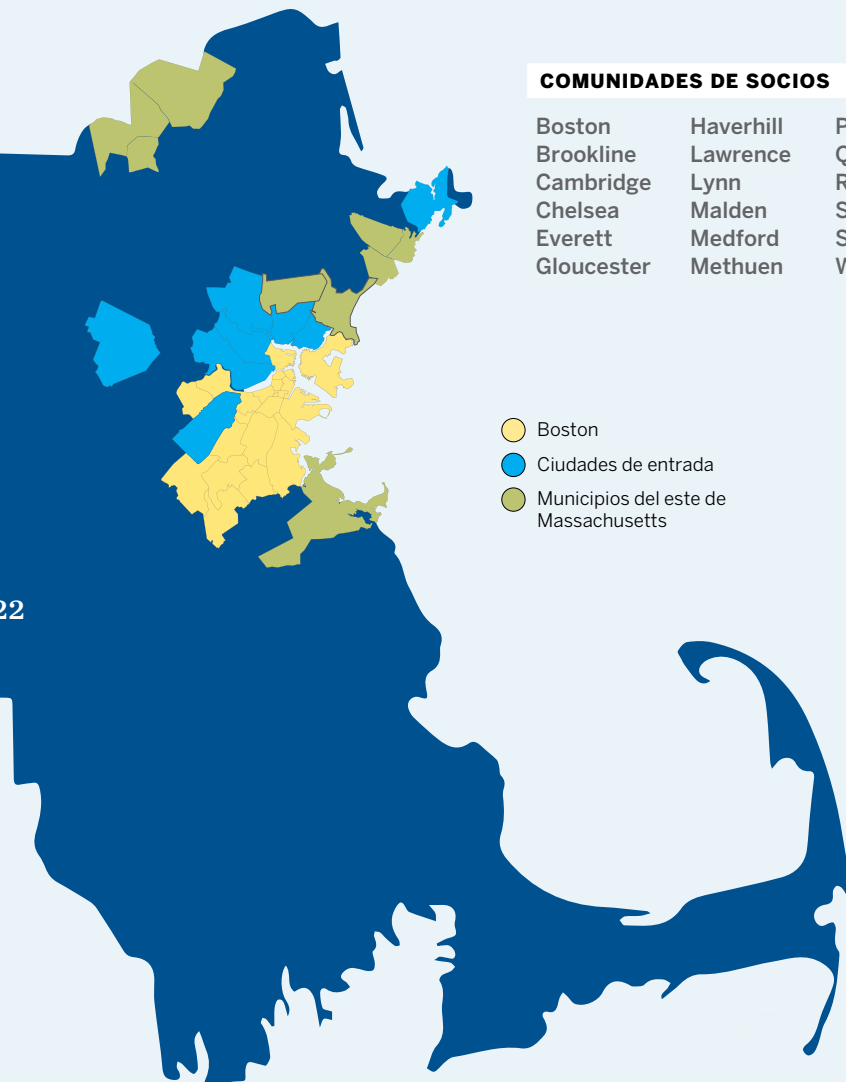 COMUNIDADES DE SOCIOS
Boston
Brookline
Cambridge
Chelsea
Everett
Gloucester
Haverhill
Lawrence
Lynn
Malden
Medford
Methuen
P
Q
R
S
S
W
Boston
Ciudades de entrada
Municipios del este de
Massachusetts
22